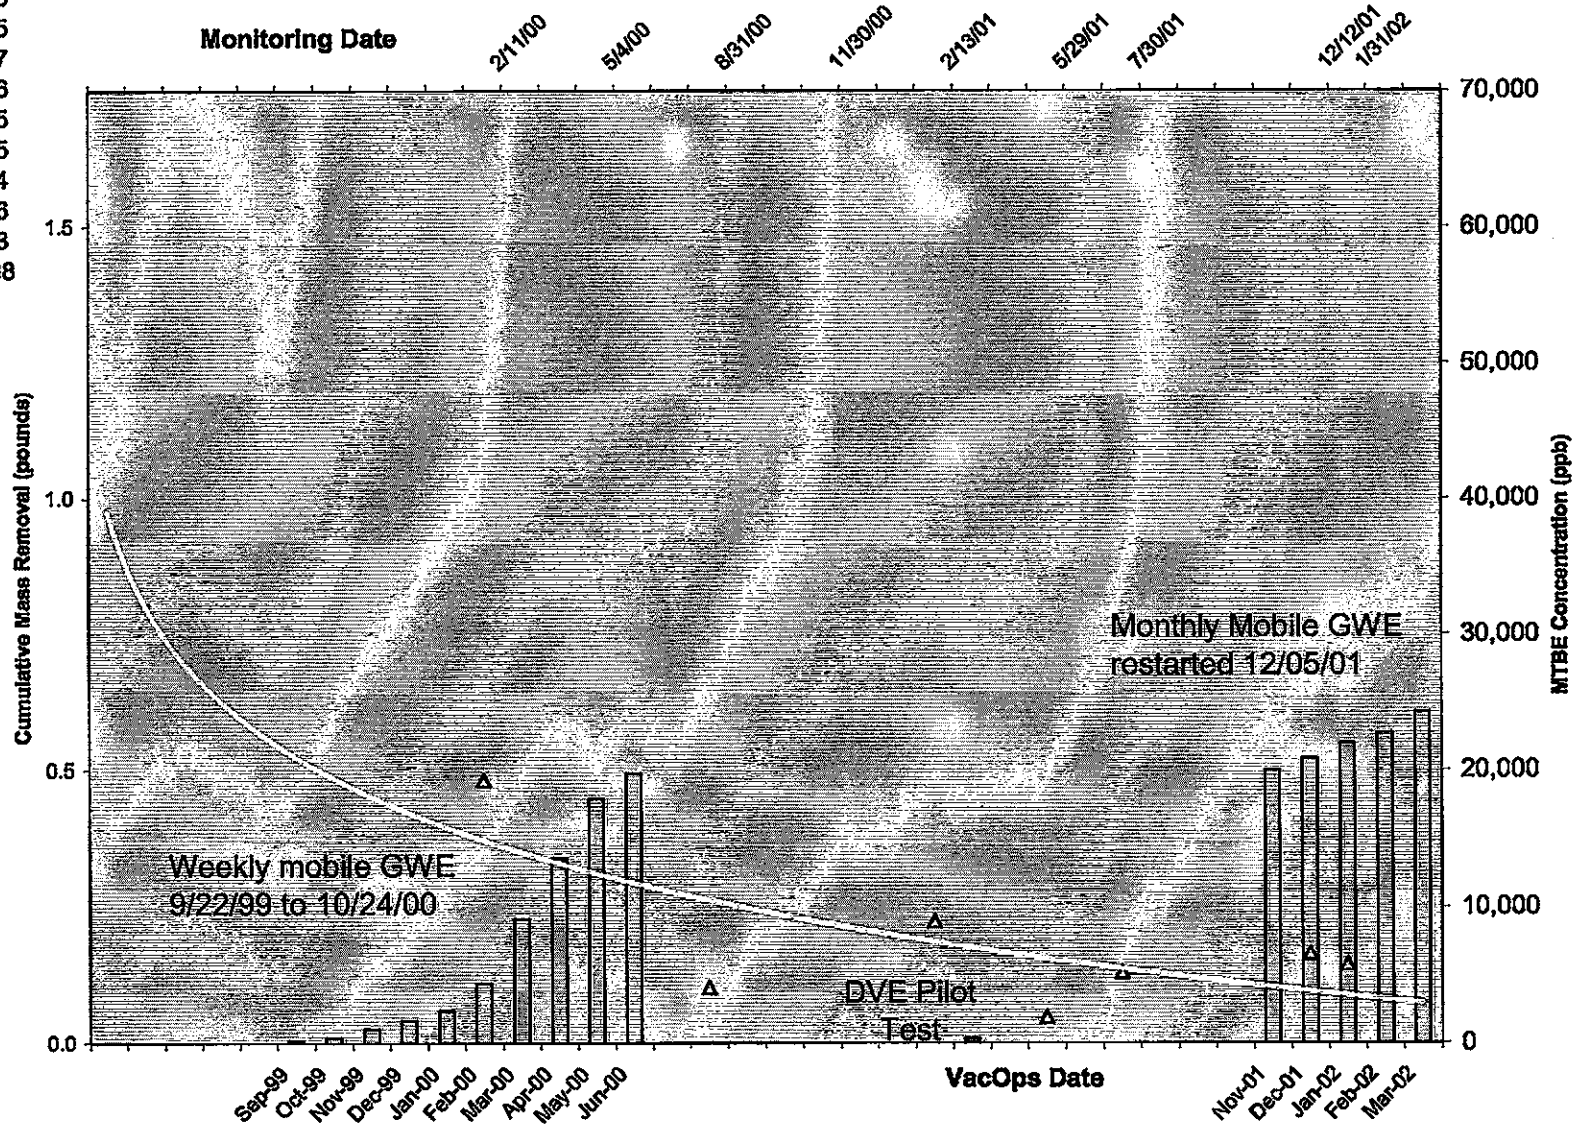 Monitoring Date
2/11/00
5/4/00
8/31/00
11/30/00
2/13/01
5/29/01
7/30/01
12/12/01
1/31/02
70,000
60,000
50,000
40,000
30,000
20,000
10,000
0
MTBE Concentration (ppb)
1.5
1.0
0.5
0.0
Cumulative Mass Removal (pounds)
Monthly Mobile GWE
restarted 12/05/01
Weekly mobile GWE
9/22/99 to 10/24/00
DVE Pilot
Test
Sep-99
Oct-99
Nov-99
Dec-99
Jan-00
Feb-00
Mar-00
Apr-00
May-00
Jun-00
VacOps Date
Nov-01
Dec-01
Jan-02
Feb-02
Mar-02